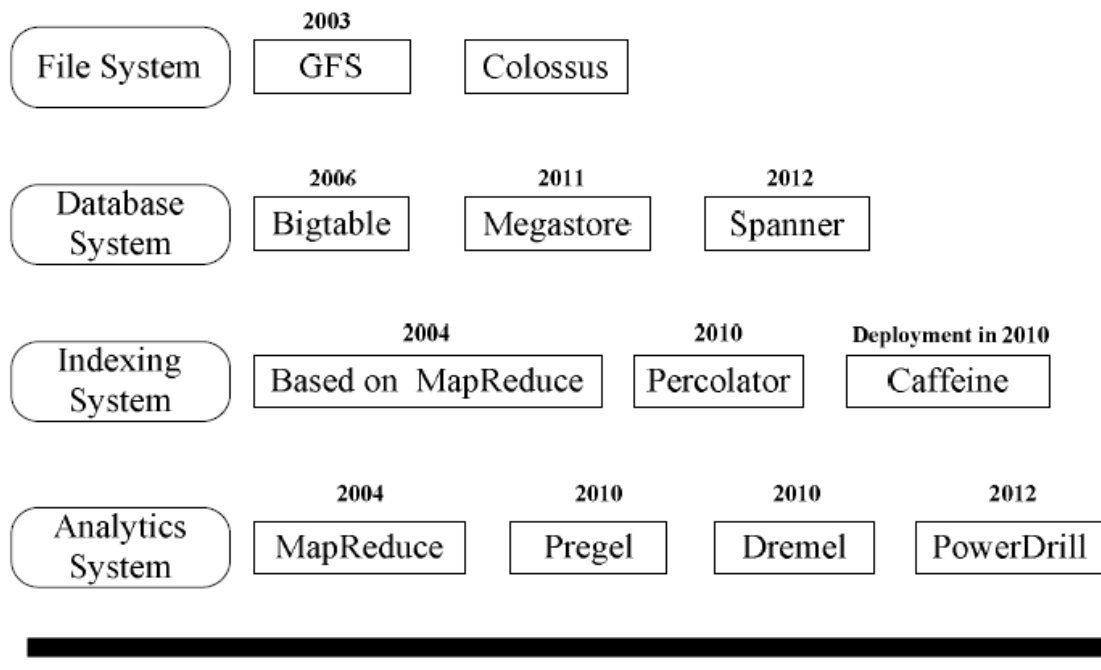 2003
File System
GFS
Colossus
2006
2011
2012
Database
System
Bigtable
Megastore
Spanner
2004
2010
Deployment in 2010
Indexing
System
Based on MapReduce
Percolator
Caffeine
2004
2010
2010
2012
Analytics
System
MapReduce
Pregel
Dremel
PowerDrill